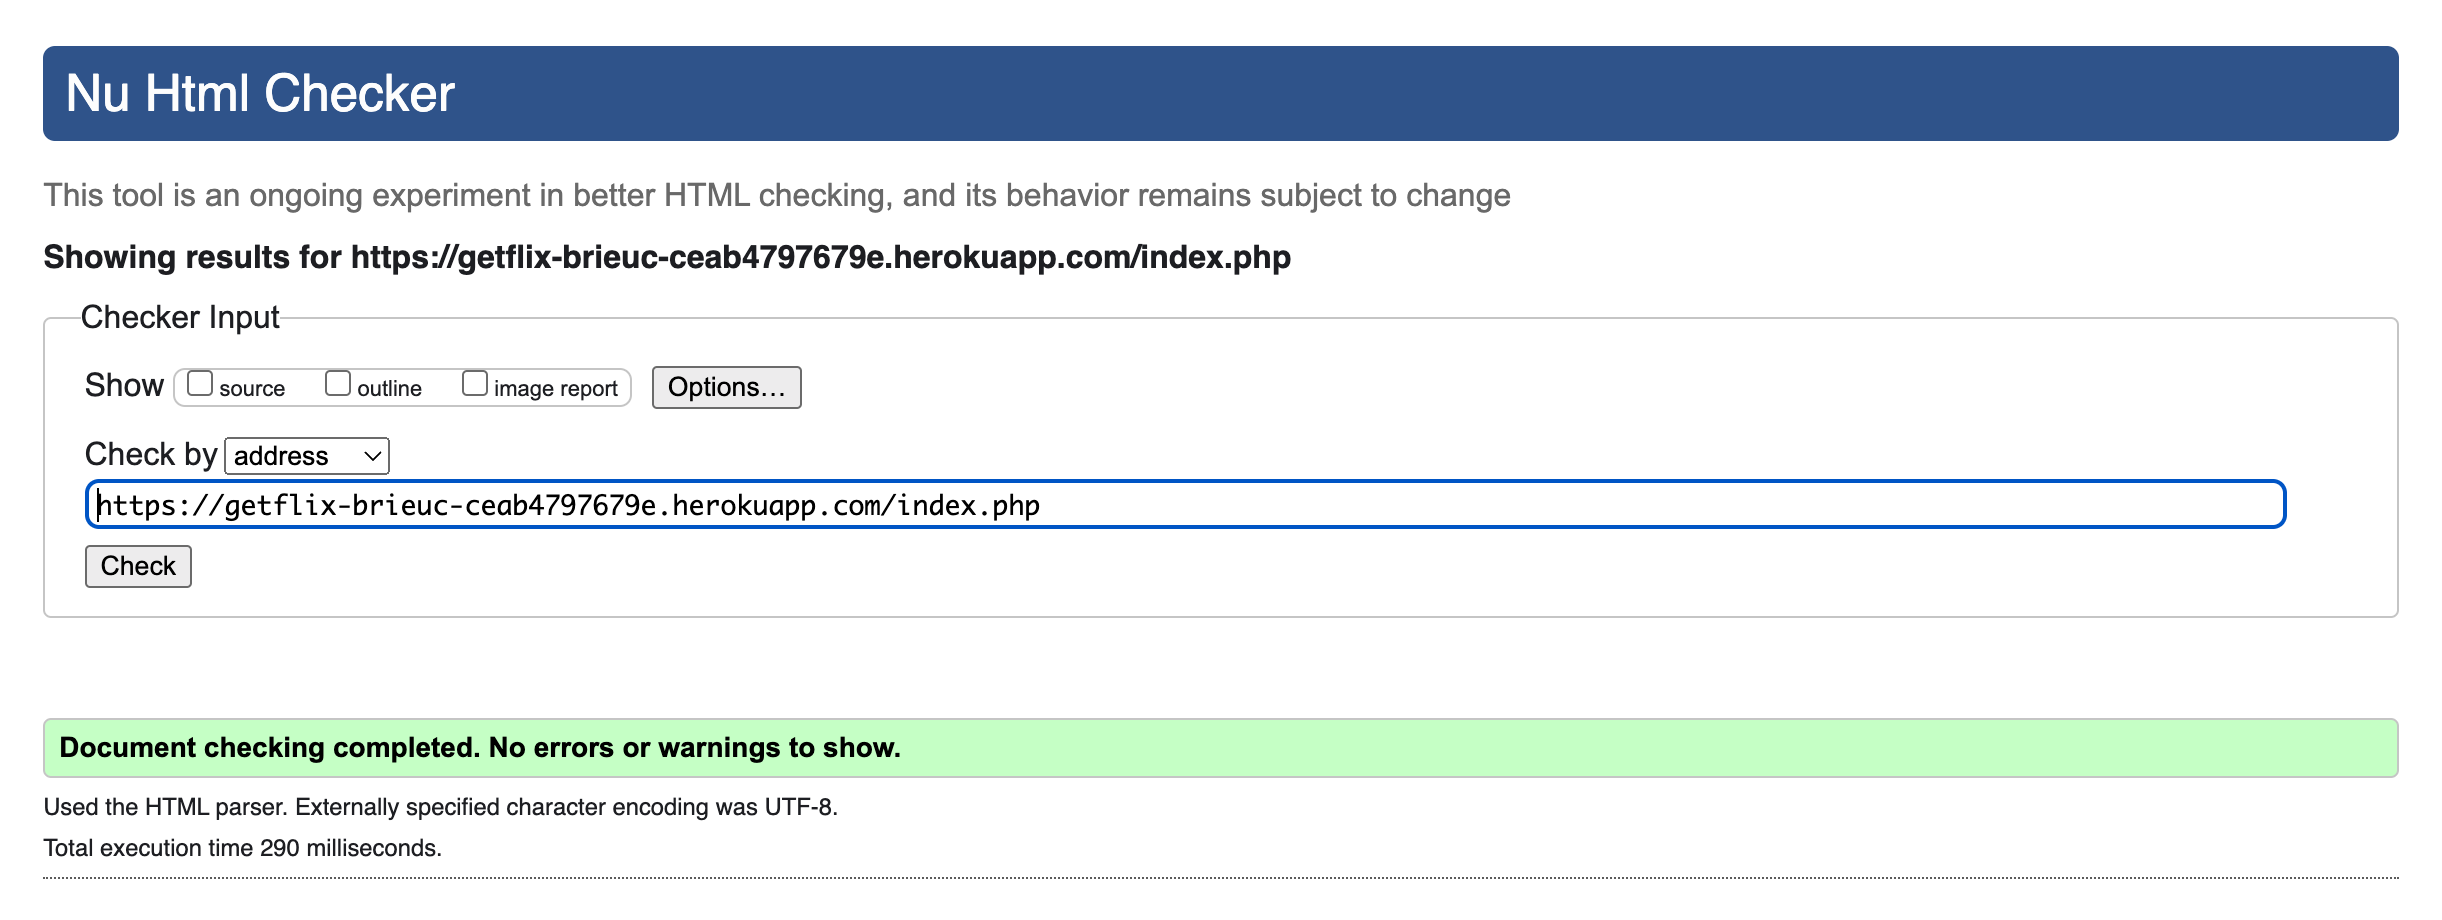 Nu Html Checker
This tool is an ongoing experiment in better HTML checking, and its behavior remains subject to change
Showing results for https://getflix-brieuc-ceab4797679e.herokuapp.com/index.php
Checker Input
Show source outline image report Options...
Check by address
https://getflix-brieuc-ceab4797679e.herokuapp.com/index.php
Check
Document checking completed. No errors or warnings to show.
Used the HTML parser. Externally specified character encoding was UTF-8.
Total execution time 290 milliseconds.